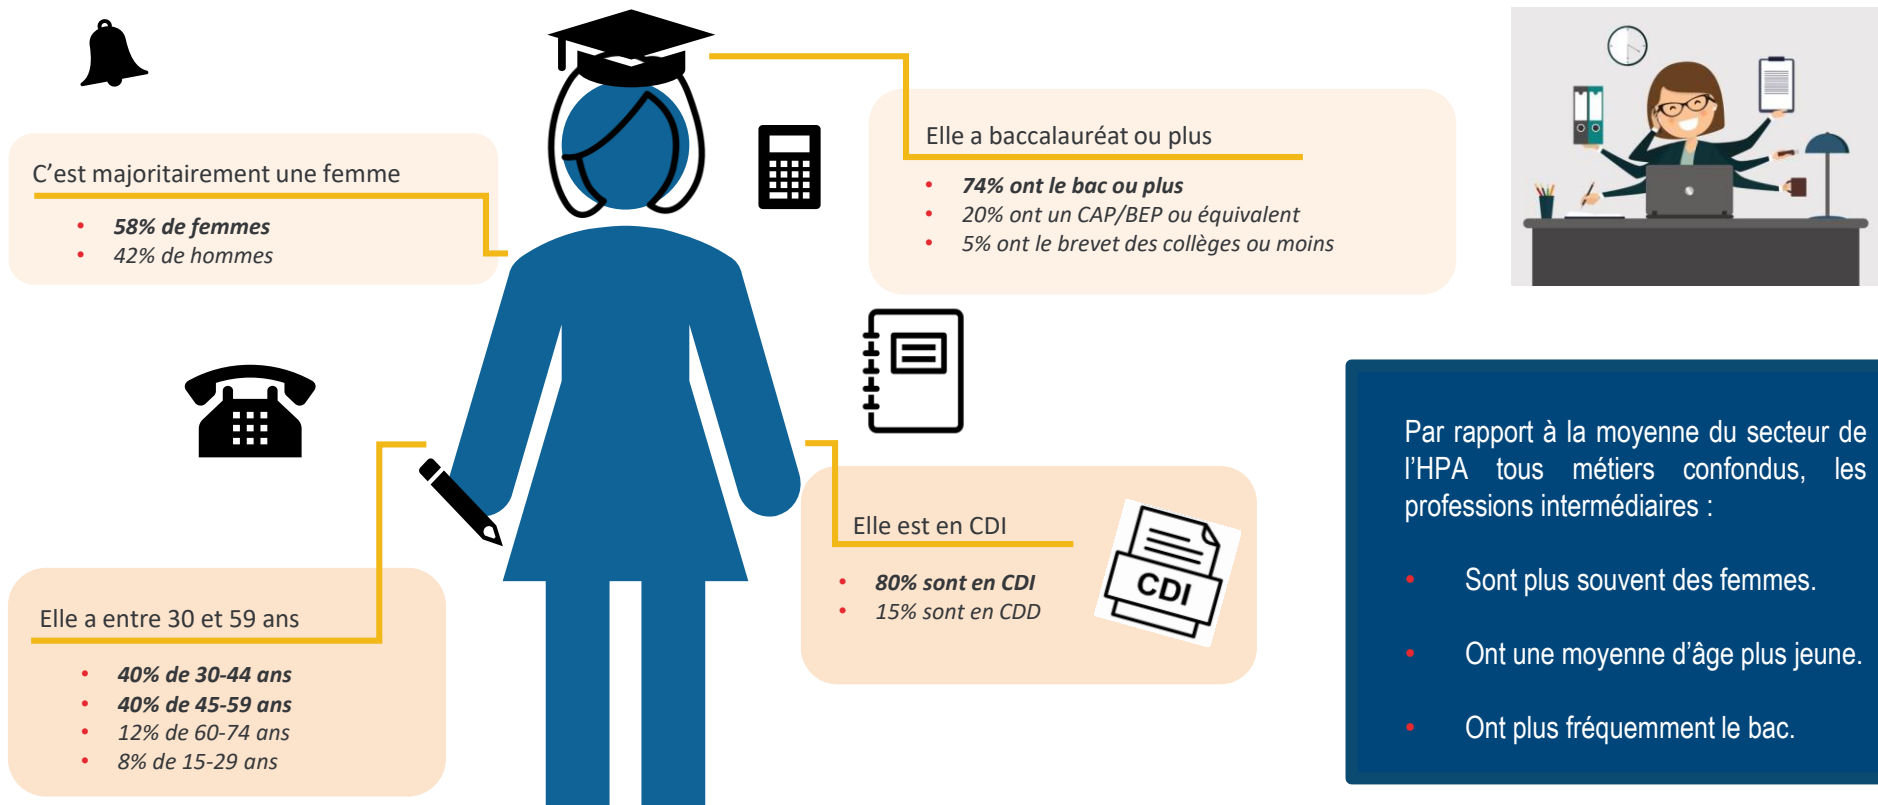 C'est majoritairement une femme
• 58% de femmes
• 42% de hommes
Elle a baccalauréat ou plus
• 74% ont le bac ou plus
• 20% ont un CAP/BEP ou équivalent
• 5% ont le brevet des collèges ou moins
Elle a entre 30 et 59 ans
• 40% de 30-44 ans
• 40% de 45-59 ans
• 12% de 60-74 ans
• 8% de 15-29 ans
Elle est en CDI
• 80% sont en CDI
• 15% sont en CDD
CDI
Par rapport à la moyenne du secteur de
l'HPA tous métiers confondus, les
professions intermédiaires :
• Sont plus souvent des femmes.
• Ont une moyenne d'âge plus jeune.
• Ont plus fréquemment le bac.